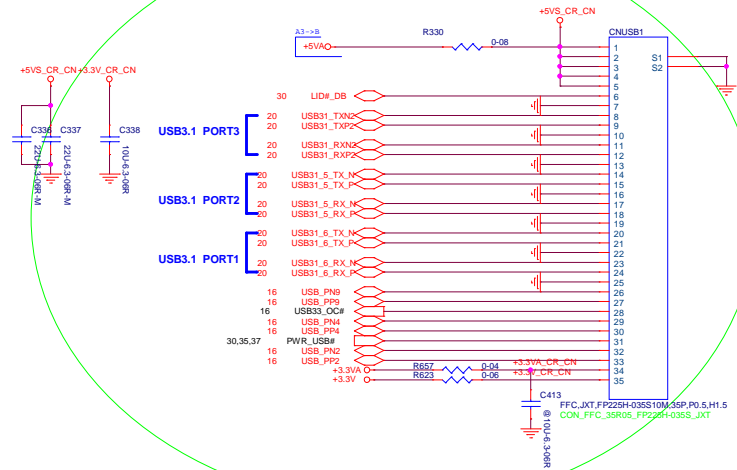 +5VS_CR_CN
A3->B
R330
CNUSB1
+5VA
0-08
1
2
3
4
5
S1
S2
+5VS_CR_CN
+3.3V_CR_CN
30 LID#_DB 6
7
20 USB31_TXN2 8
20 USB31_TXP2 9
USB3.1 PORT3
10
20 USB31_RXN2 11
20 USB31_RXP2 12
13
20 USB31_5_TX_N 14
20 USB31_5_TX_P 15
16
USB3.1 PORT2
20 USB31_5_RX_N 17
20 USB31_5_RX_P 18
19
20 USB31_6_TX_N 20
20 USB31_6_TX_P 21
22
USB3.1 PORT1
20 USB31_6_RX_N 23
20 USB31_6_RX_P 24
25
16 USB_PN9 26
16 USB_PP9 27
16 USB33_OC# 28
16 USB_PN4 29
16 USB_PP4 30
30,35,37 PWR_USB# 31
16 USB_PN2 32
16 USB_PP2 33
+3.3VA R657 0-04 +3.3VA_CR_CN 34
+3.3V R623 0-06 +3.3V_CR_CN 35
C336
22U-6.3-06R-M
C337
22U-6.3-06R-M
C338
10U-6.3-06R
C413
@10U-6.3-06R
FFC,JXT,FP225H-035S10M,35P,P0.5,H1.5
CON_FFC_35R05_FP225H-035S_JXT